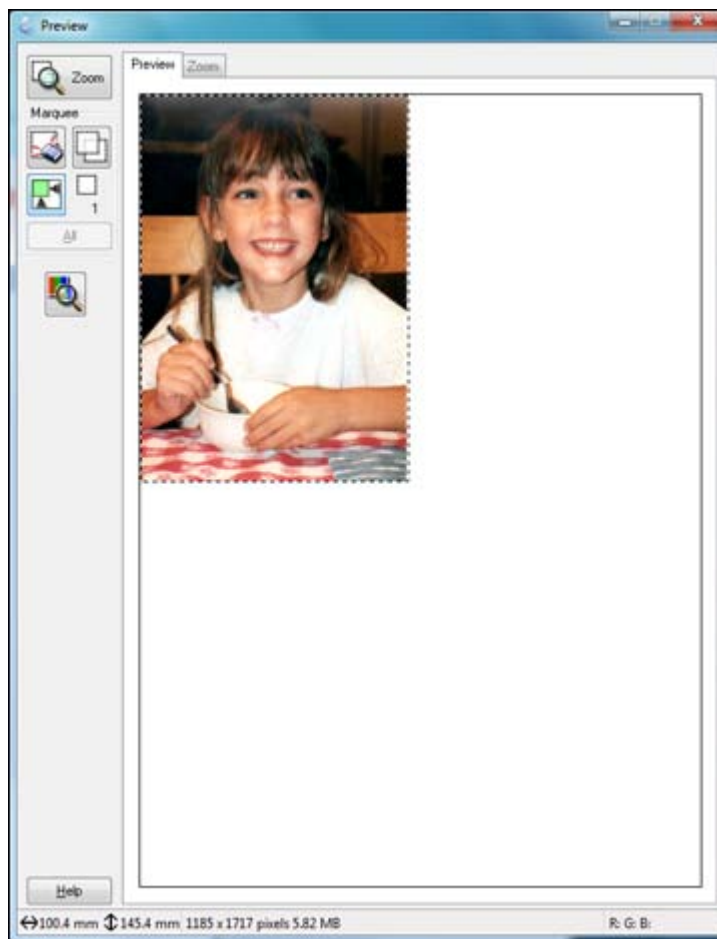 Preview
Preview Zoom
Zoom
Marquee
1
All
Help
100.4 mm 145.4 mm 1185 x 1717 pixels 5.82 MB R: G: B: